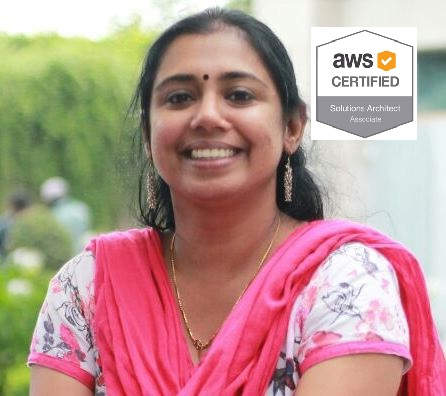 aws
CERTIFIED
Solutions Architect
Associate